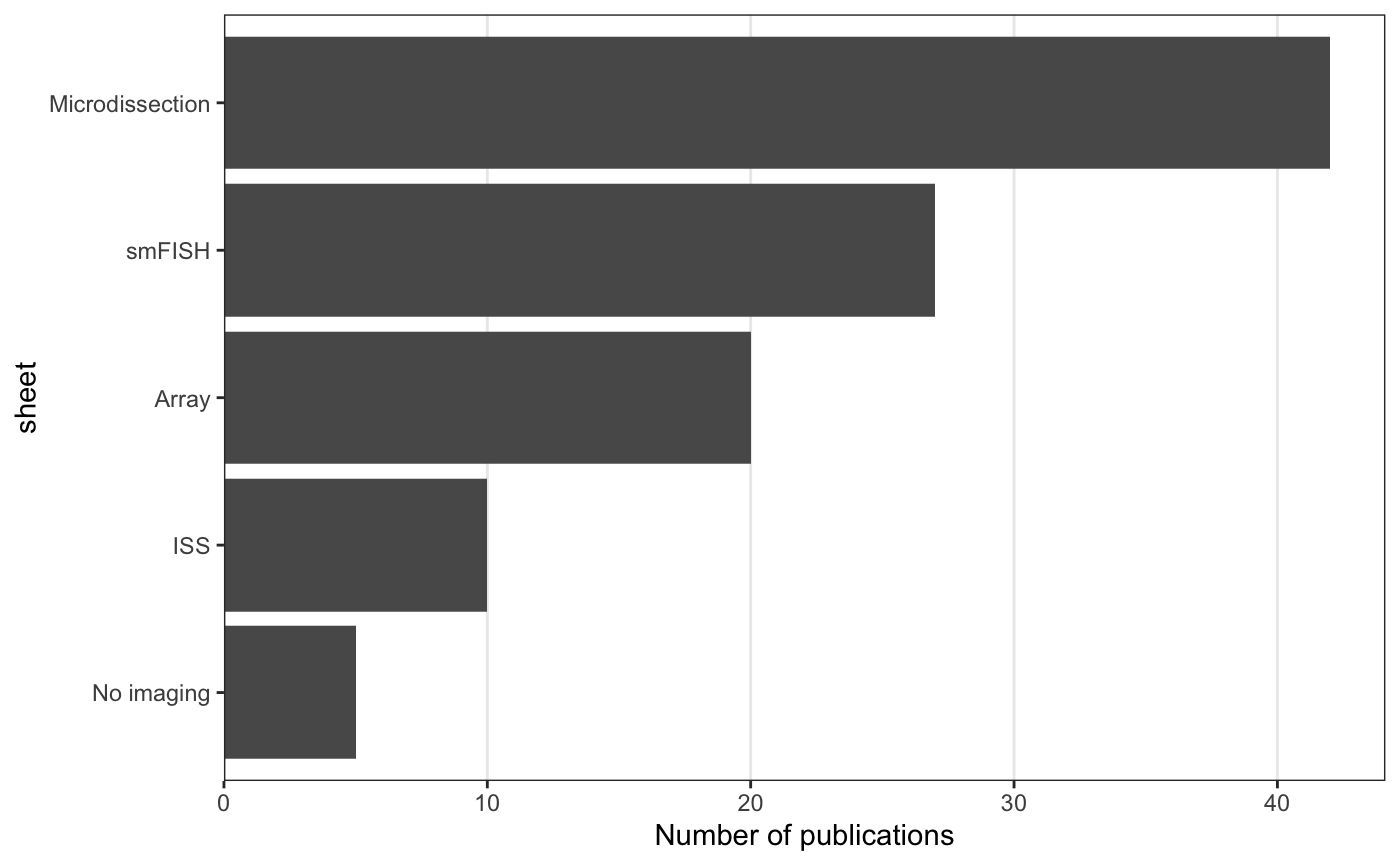 Microdissection
smFISH
Array
ISS
No imaging
sheet
0 10 20 30 40
Number of publications